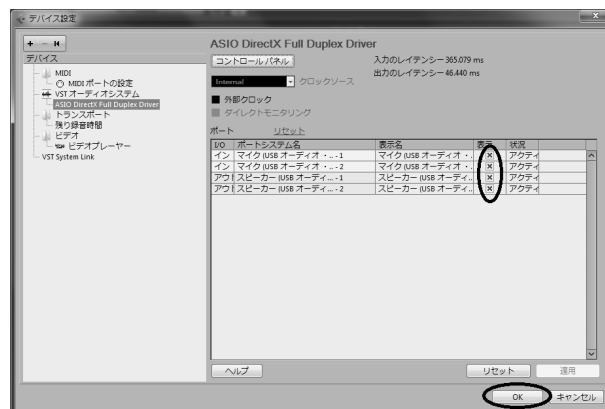 デバイス設定
デバイス
MIDI
MIDI ポートの設定
VST オーディオシステム
ASIO DirectX Full Duplex Driver
トランスポート
残り録音時間
ビデオ
ビデオプレーヤー
VST System Link
ASIO DirectX Full Duplex Driver
コントロールパネル
入力のレイテンシー 365.079 ms
出力のレイテンシー 46.440 ms
Internal
クロックソース
外部クロック
ダイレクトモニタリング
ポート リセット
I/O ポートシステム名 表示名 表示 状況
イン マイク (USB オーディオ ・... - 1 マイク (USB オーディオ ・.. アクティ
イン マイク (USB オーディオ ・... - 2 マイク (USB オーディオ ・.. アクティ
アウト スピーカー (USB オーディ... - 1 スピーカー (USB オーディ.. アクティ
アウト スピーカー (USB オーディ... - 2 スピーカー (USB オーディ.. アクティ
ヘルプ リセット 適用
OK キャンセル